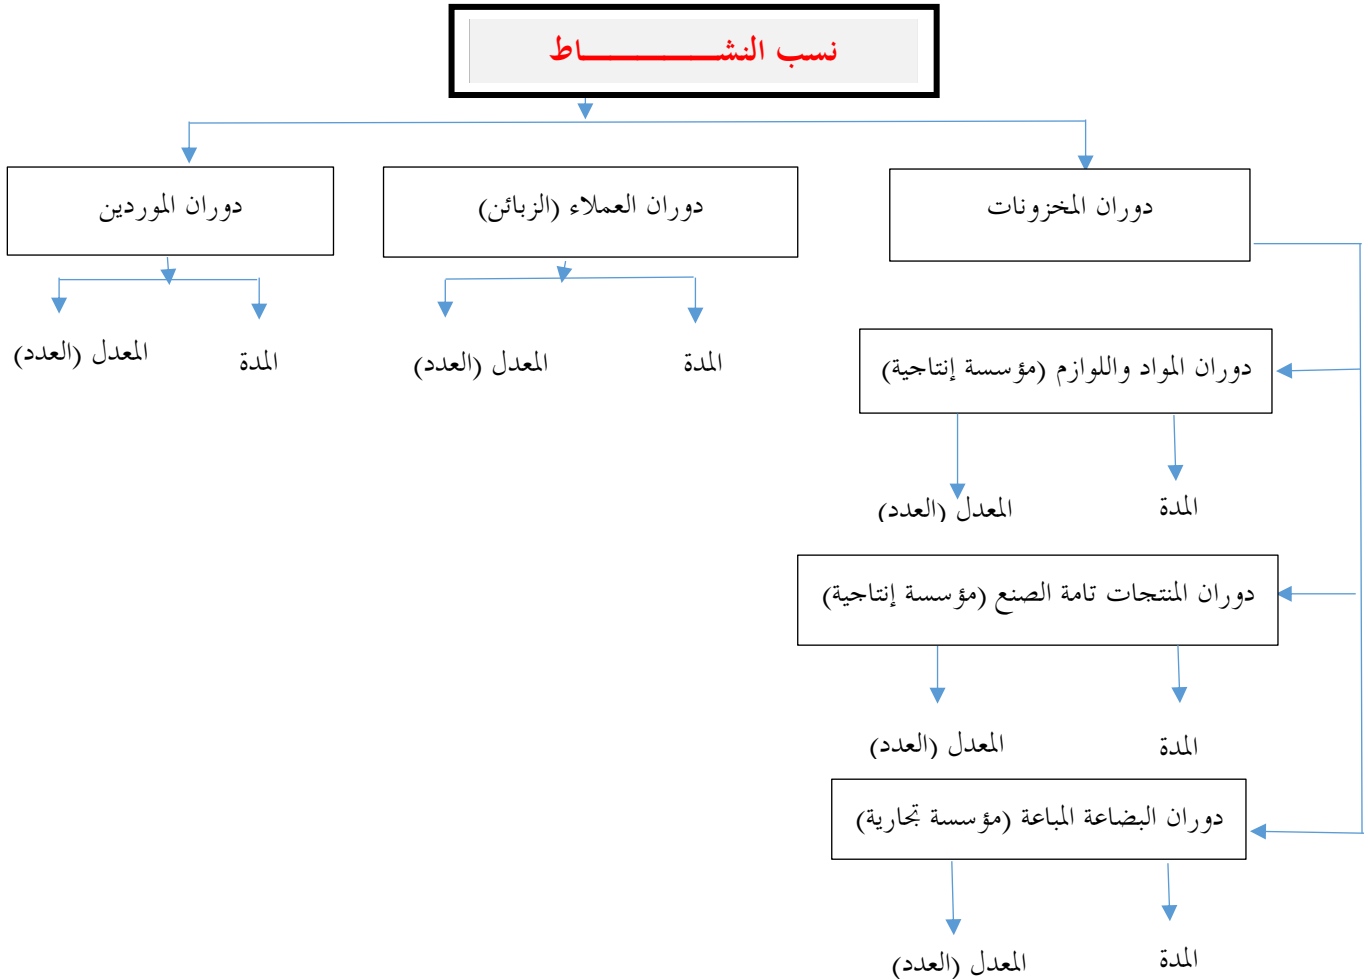 نسب النشـــــــــــــاط
دوران المخزونات
دوران العملاء (الزبائن)
دوران الموردين
المدة
المعدل (العدد)
المدة
المعدل (العدد)
دوران المواد واللوازم (مؤسسة إنتاجية)
المدة
المعدل (العدد)
دوران المنتجات تامة الصنع (مؤسسة إنتاجية)
المدة
المعدل (العدد)
دوران البضاعة المباعة (مؤسسة تجارية)
المدة
المعدل (العدد)